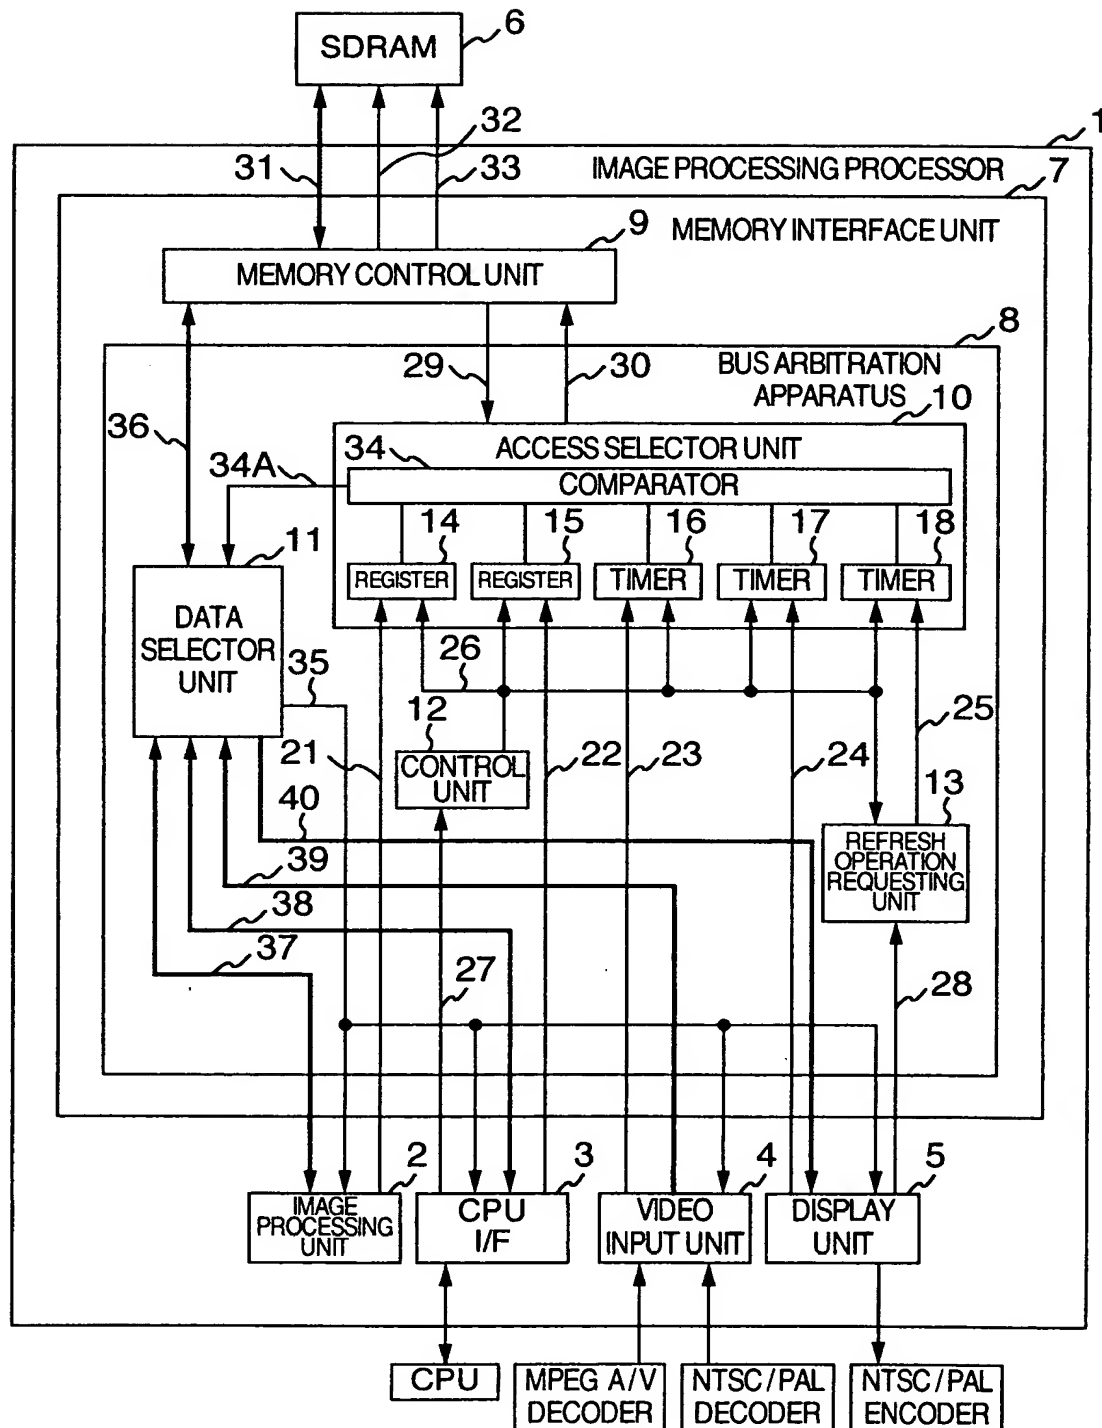 SDRAM
6
1
32
31
33
IMAGE PROCESSING PROCESSOR
7
9
MEMORY INTERFACE UNIT
MEMORY CONTROL UNIT
8
29
30
BUS ARBITRATION
APPARATUS
10
36
34
ACCESS SELECTOR UNIT
34A
COMPARATOR
14
15
16
17
18
11
REGISTER
REGISTER
TIMER
TIMER
TIMER
DATA
SELECTOR
UNIT
35
26
12
25
21
CONTROL
UNIT
22
23
24
13
40
REFRESH
OPERATION
REQUESTING
UNIT
39
38
37
27
28
2
3
4
5
IMAGE
PROCESSING
UNIT
CPU
I/F
VIDEO
INPUT UNIT
DISPLAY
UNIT
CPU
MPEG A/V
DECODER
NTSC/PAL
DECODER
NTSC/PAL
ENCODER